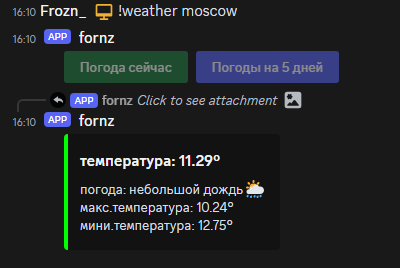 16:10 Frozn_ !weather moscow
16:10 APP fornz
Погода сейчас Погоды на 5 дней
APP fornz Click to see attachment
APP fornz
16:10
температура: 11.29°
погода: небольшой дождь
макс.температура: 10.24°
мини.температура: 12.75°